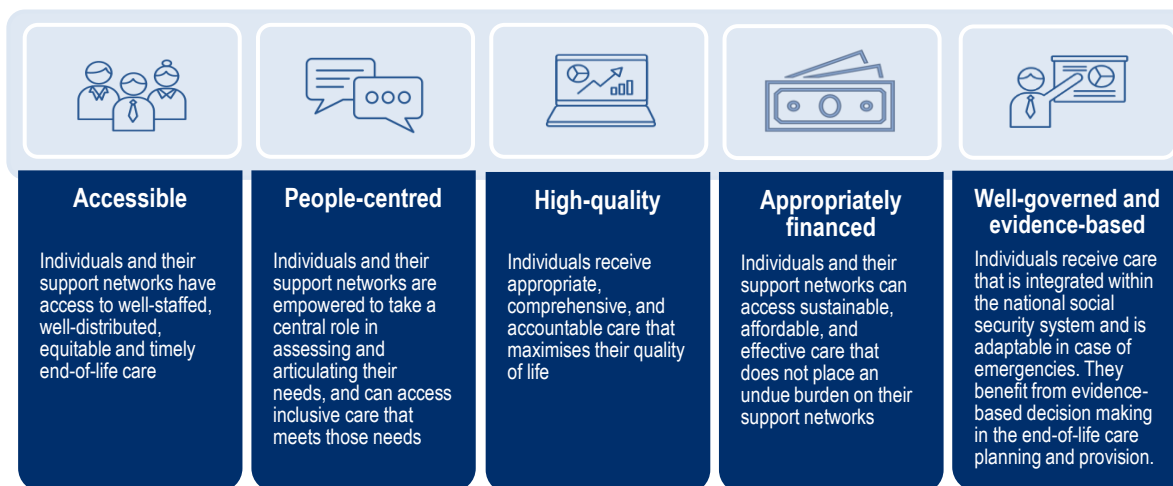 Accessible
Individuals and their
support networks have
access to well-staffed,
well-distributed,
equitable and timely
end-of-life care
People-centred
Individuals and their
support networks are
empowered to take a
central role in
assessing and
articulating their
needs, and can access
inclusive care that
meets those needs
High-quality
Individuals receive
appropriate,
comprehensive, and
accountable care that
maximises their quality
of life
Appropriately
financed
Individuals and their
support networks can
access sustainable,
affordable, and
effective care that
does not place an
undue burden on their
support networks
Well-governed and
evidence-based
Individuals receive care
that is integrated within
the national social
security system and is
adaptable in case of
emergencies. They
benefit from evidence-
based decision making
in the end-of-life care
planning and provision.